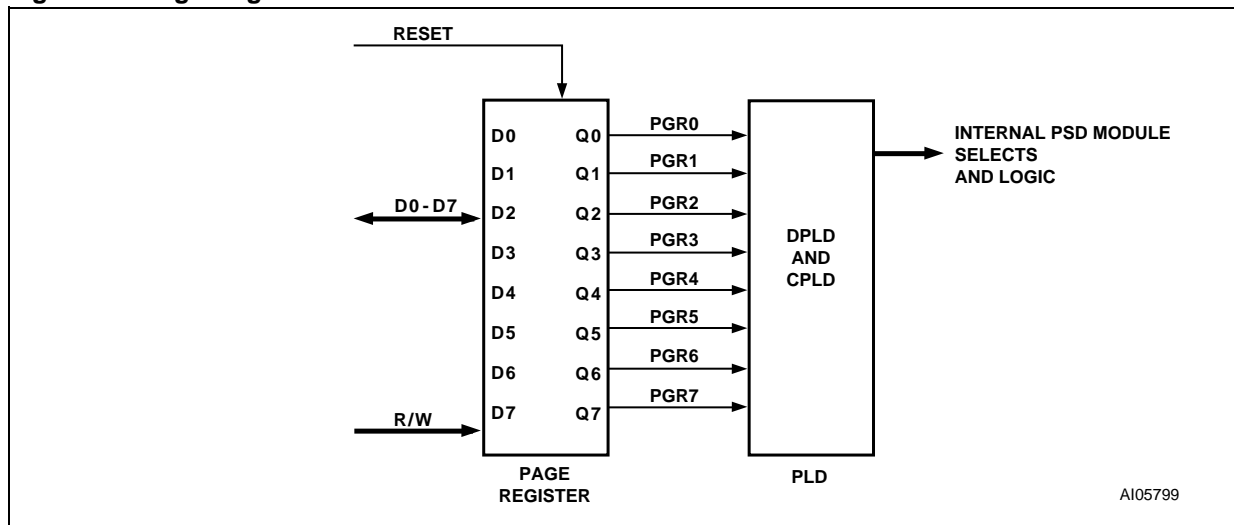 RESET
D0 Q0 PGR0
D1 Q1 PGR1
D0-D7 D2 Q2 PGR2
D3 Q3 PGR3
D4 Q4 PGR4
D5 Q5 PGR5
D6 Q6 PGR6
R/W D7 Q7 PGR7
PAGE
REGISTER
DPLD
AND
CPLD
PLD
INTERNAL PSD MODULE
SELECTS
AND LOGIC
AI05799